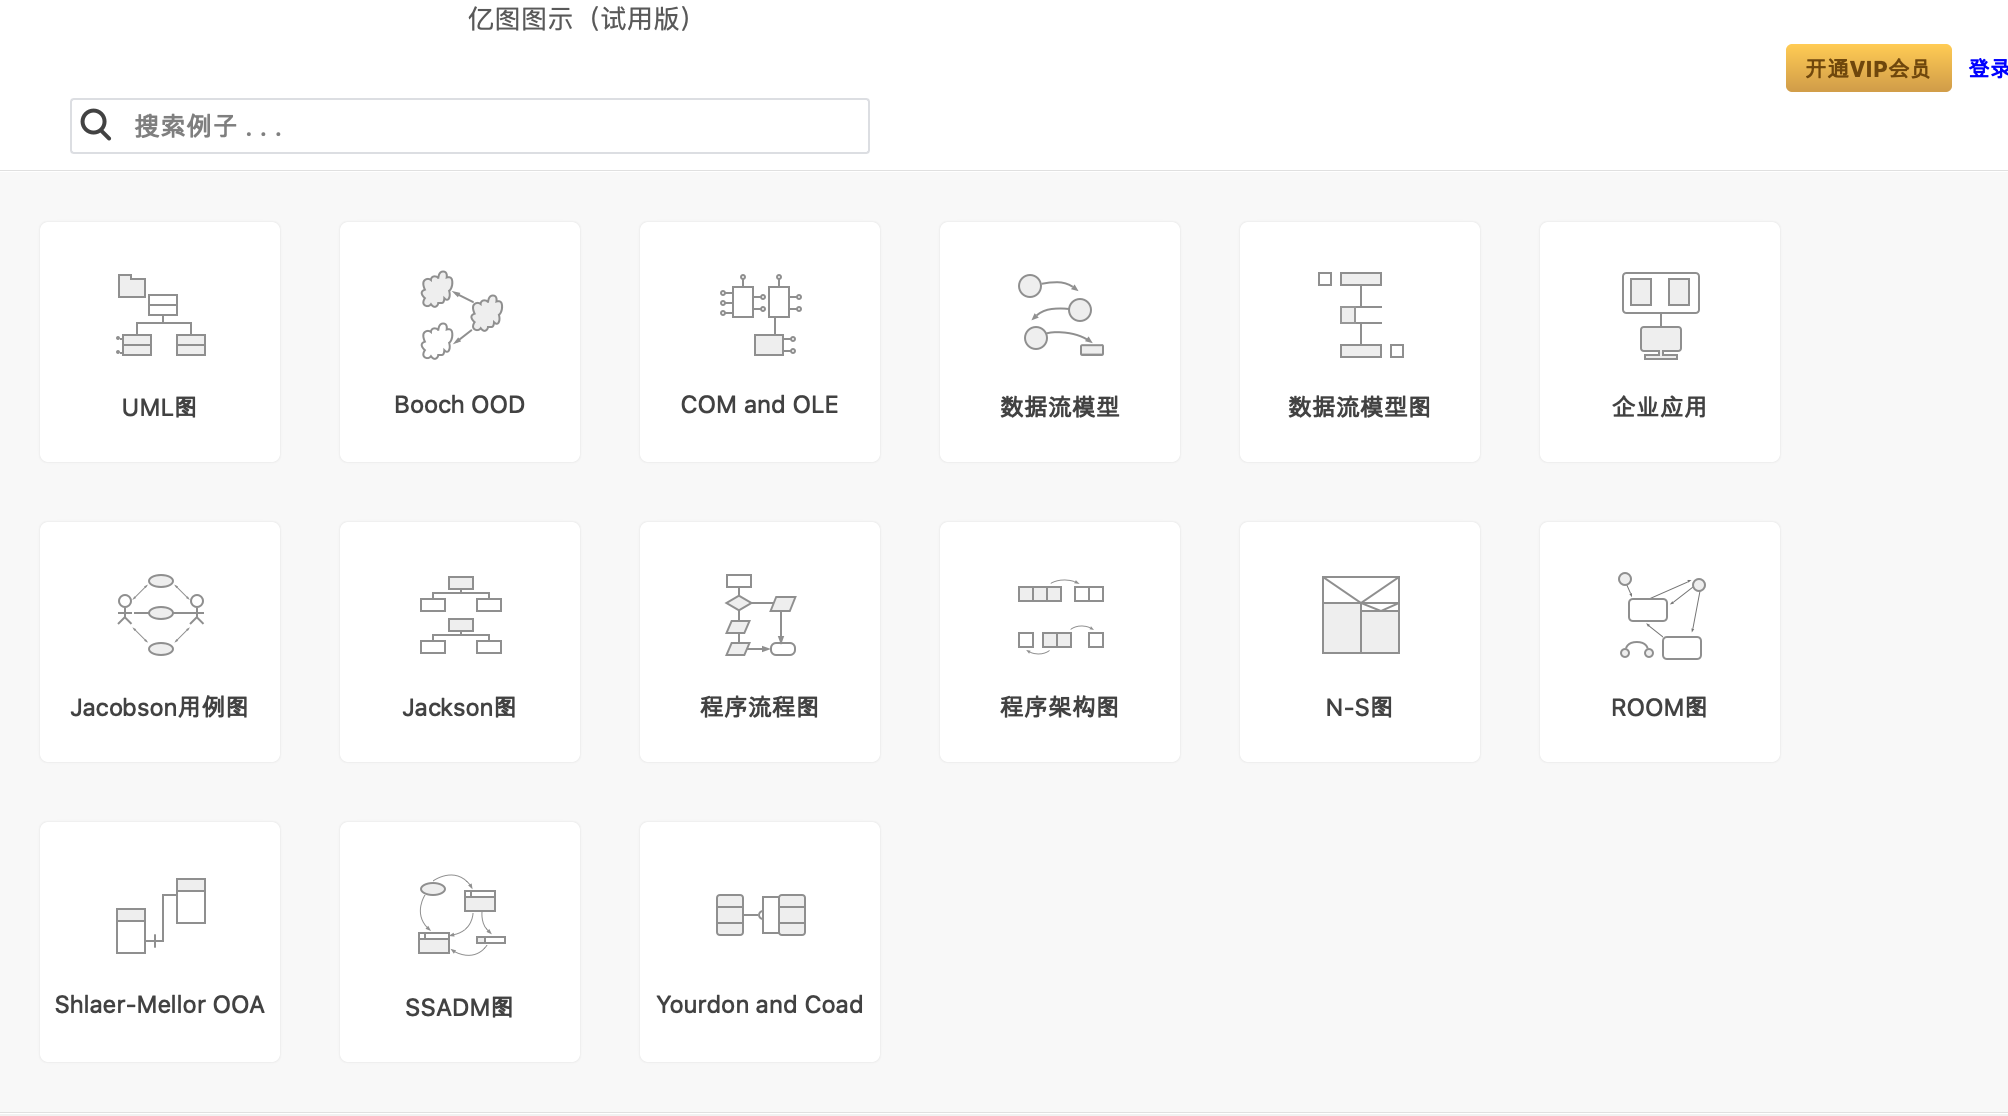 亿图图示（试用版）
开通VIP会员 登录
搜索例子 . . .
UML图
Booch OOD
COM and OLE
数据流模型
数据流模型图
企业应用
Jacobson用例图
Jackson图
程序流程图
程序架构图
N-S图
ROOM图
Shlaer-Mellor OOA
SSADM图
Yourdon and Coad